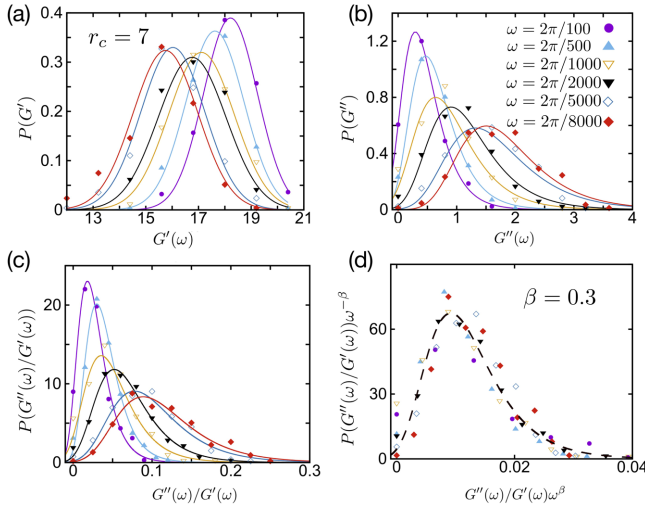 (a)
r_c = 7
P(G′)
0.4
0.3
0.2
0.1
0
13 15 17 19 21
G′(ω)
(b)
P(G″)
1.2
0.8
0.4
0
0 1 2 3 4
G″(ω)
ω = 2π/100
ω = 2π/500
ω = 2π/1000
ω = 2π/2000
ω = 2π/5000
ω = 2π/8000
(c)
P(G″(ω)/G′(ω))
20
10
0
0 0.1 0.2 0.3
G″(ω)/G′(ω)
(d)
β = 0.3
P(G″(ω)/G′(ω))ω^{-β}
90
60
30
0
0 0.02 0.04
G″(ω)/G′(ω)ω^β